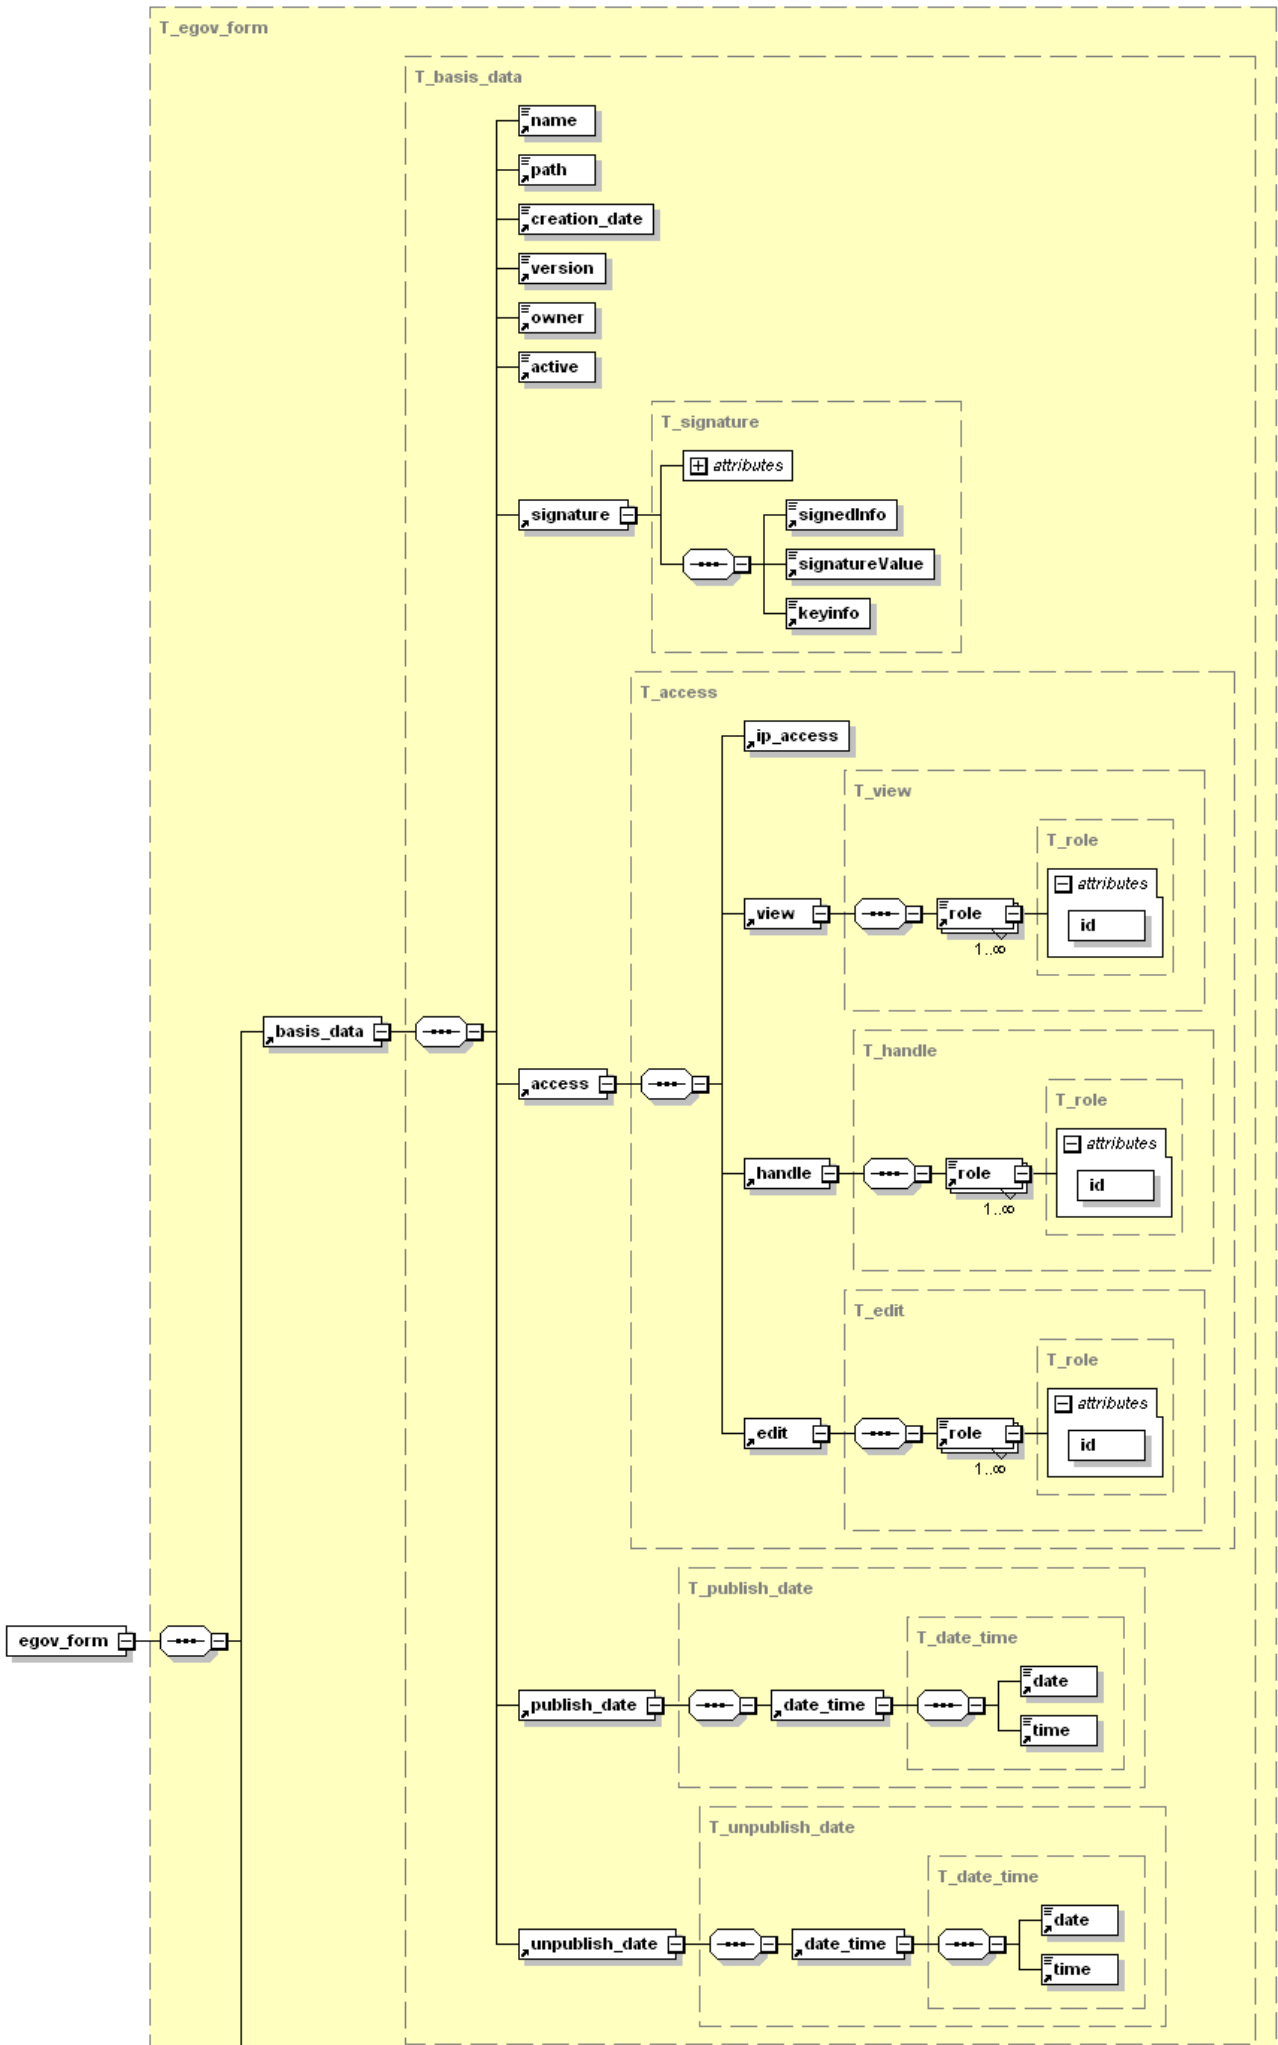 T_egov_form
T_basis_data
name
path
creation_date
version
owner
active
T_signature
attributes
signature
signedInfo
signatureValue
keyinfo
T_access
ip_access
T_view
T_role
attributes
view
role
id
1..∞
T_handle
basis_data
access
T_role
attributes
handle
role
id
1..∞
T_edit
T_role
attributes
edit
role
id
1..∞
T_publish_date
egov_form
T_date_time
date
publish_date
date_time
time
T_unpublish_date
T_date_time
date
unpublish_date
date_time
time